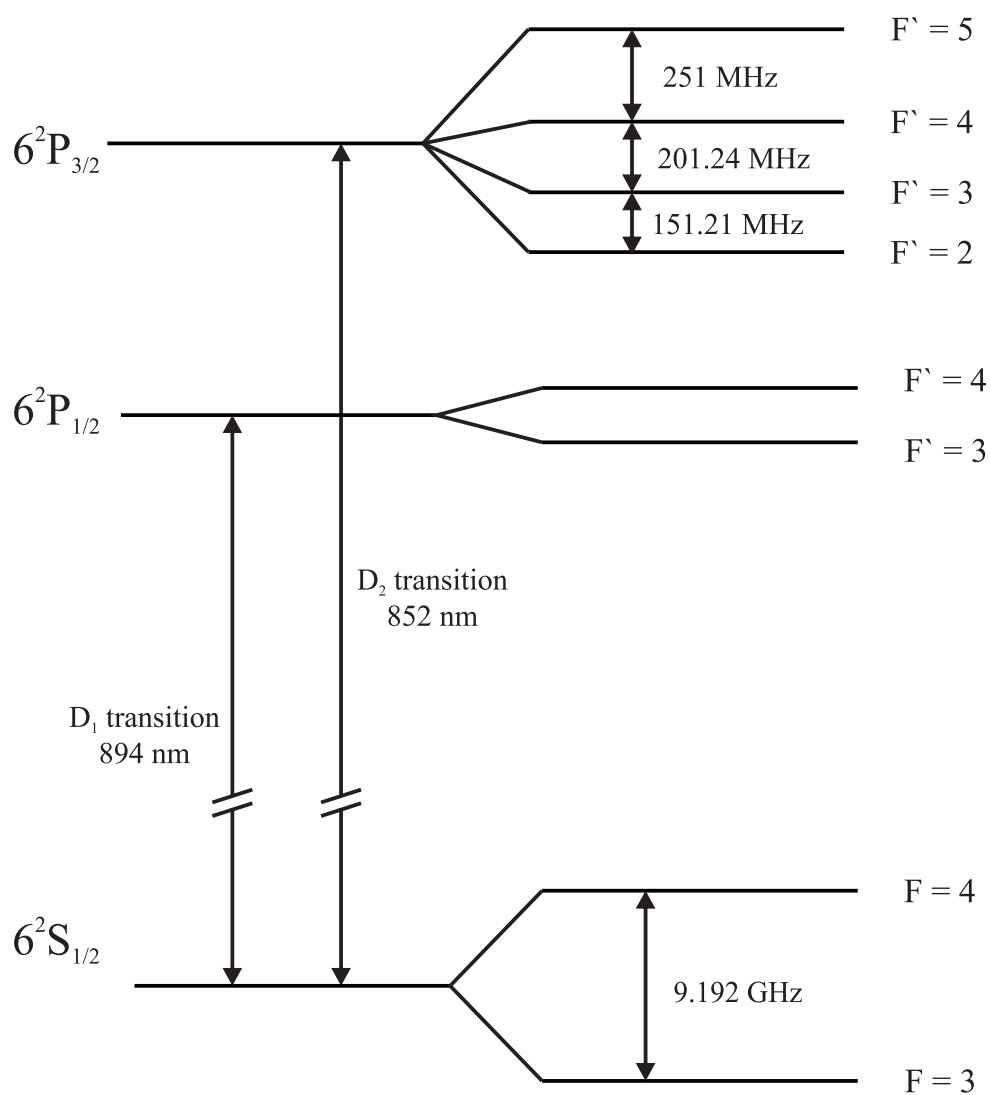 F` = 5
251 MHz
6²P₃/₂
F` = 4
201.24 MHz
F` = 3
151.21 MHz
F` = 2
6²P₁/₂
F` = 4
F` = 3
D₂ transition
852 nm
D₁ transition
894 nm
6²S₁/₂
F = 4
9.192 GHz
F = 3